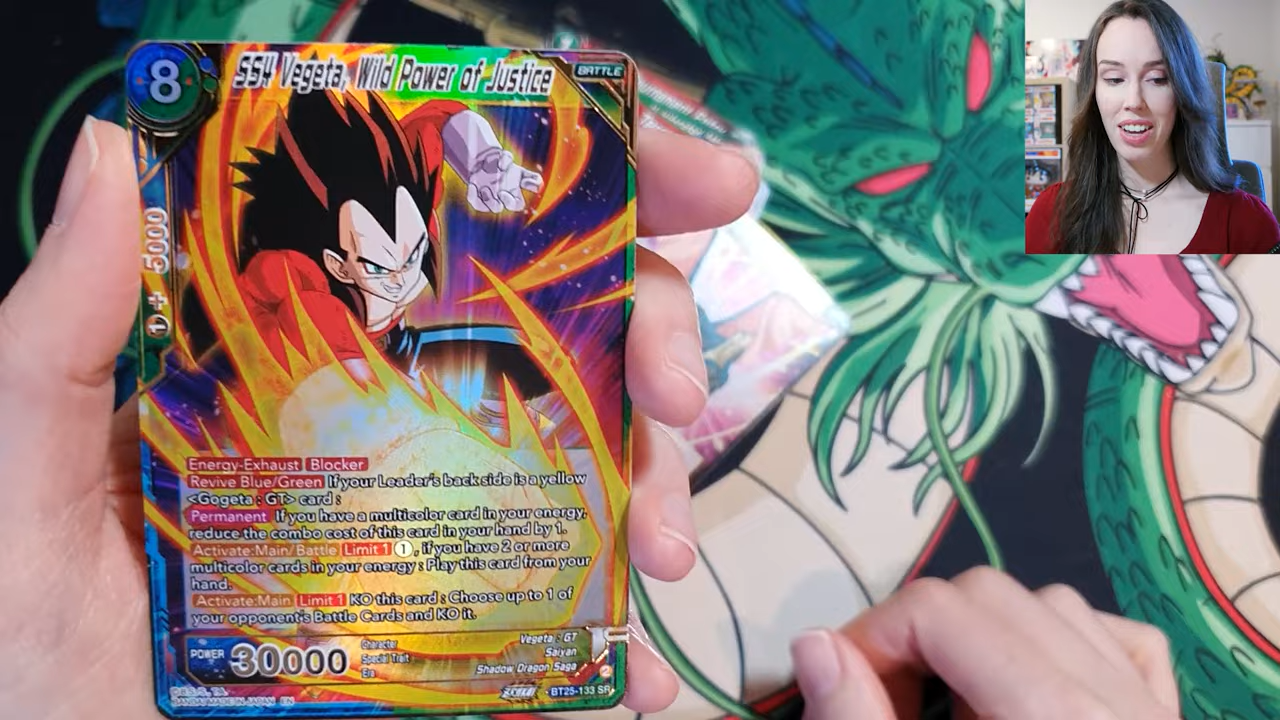 8
SS4 Vegeta, Wild Power of Justice
BATTLE
1 + 5000
Energy-Exhaust Blocker
Revive Blue/Green If your Leader's back side is a yellow
<Gogeta : GT> card :
Permanent If you have a multicolor card in your energy,
reduce the combo cost of this card in your hand by 1.
Activate:Main/Battle Limit 1 1, if you have 2 or more
multicolor cards in your energy : Play this card from your
hand.
Activate:Main Limit 1 KO this card : Choose up to 1 of
your opponent's Battle Cards and KO it.
POWER 30000
Character Vegeta : GT
Special Trait Saiyan
Era Shadow Dragon Saga
BANDAI MADE IN JAPAN EN
BT25-133 SR